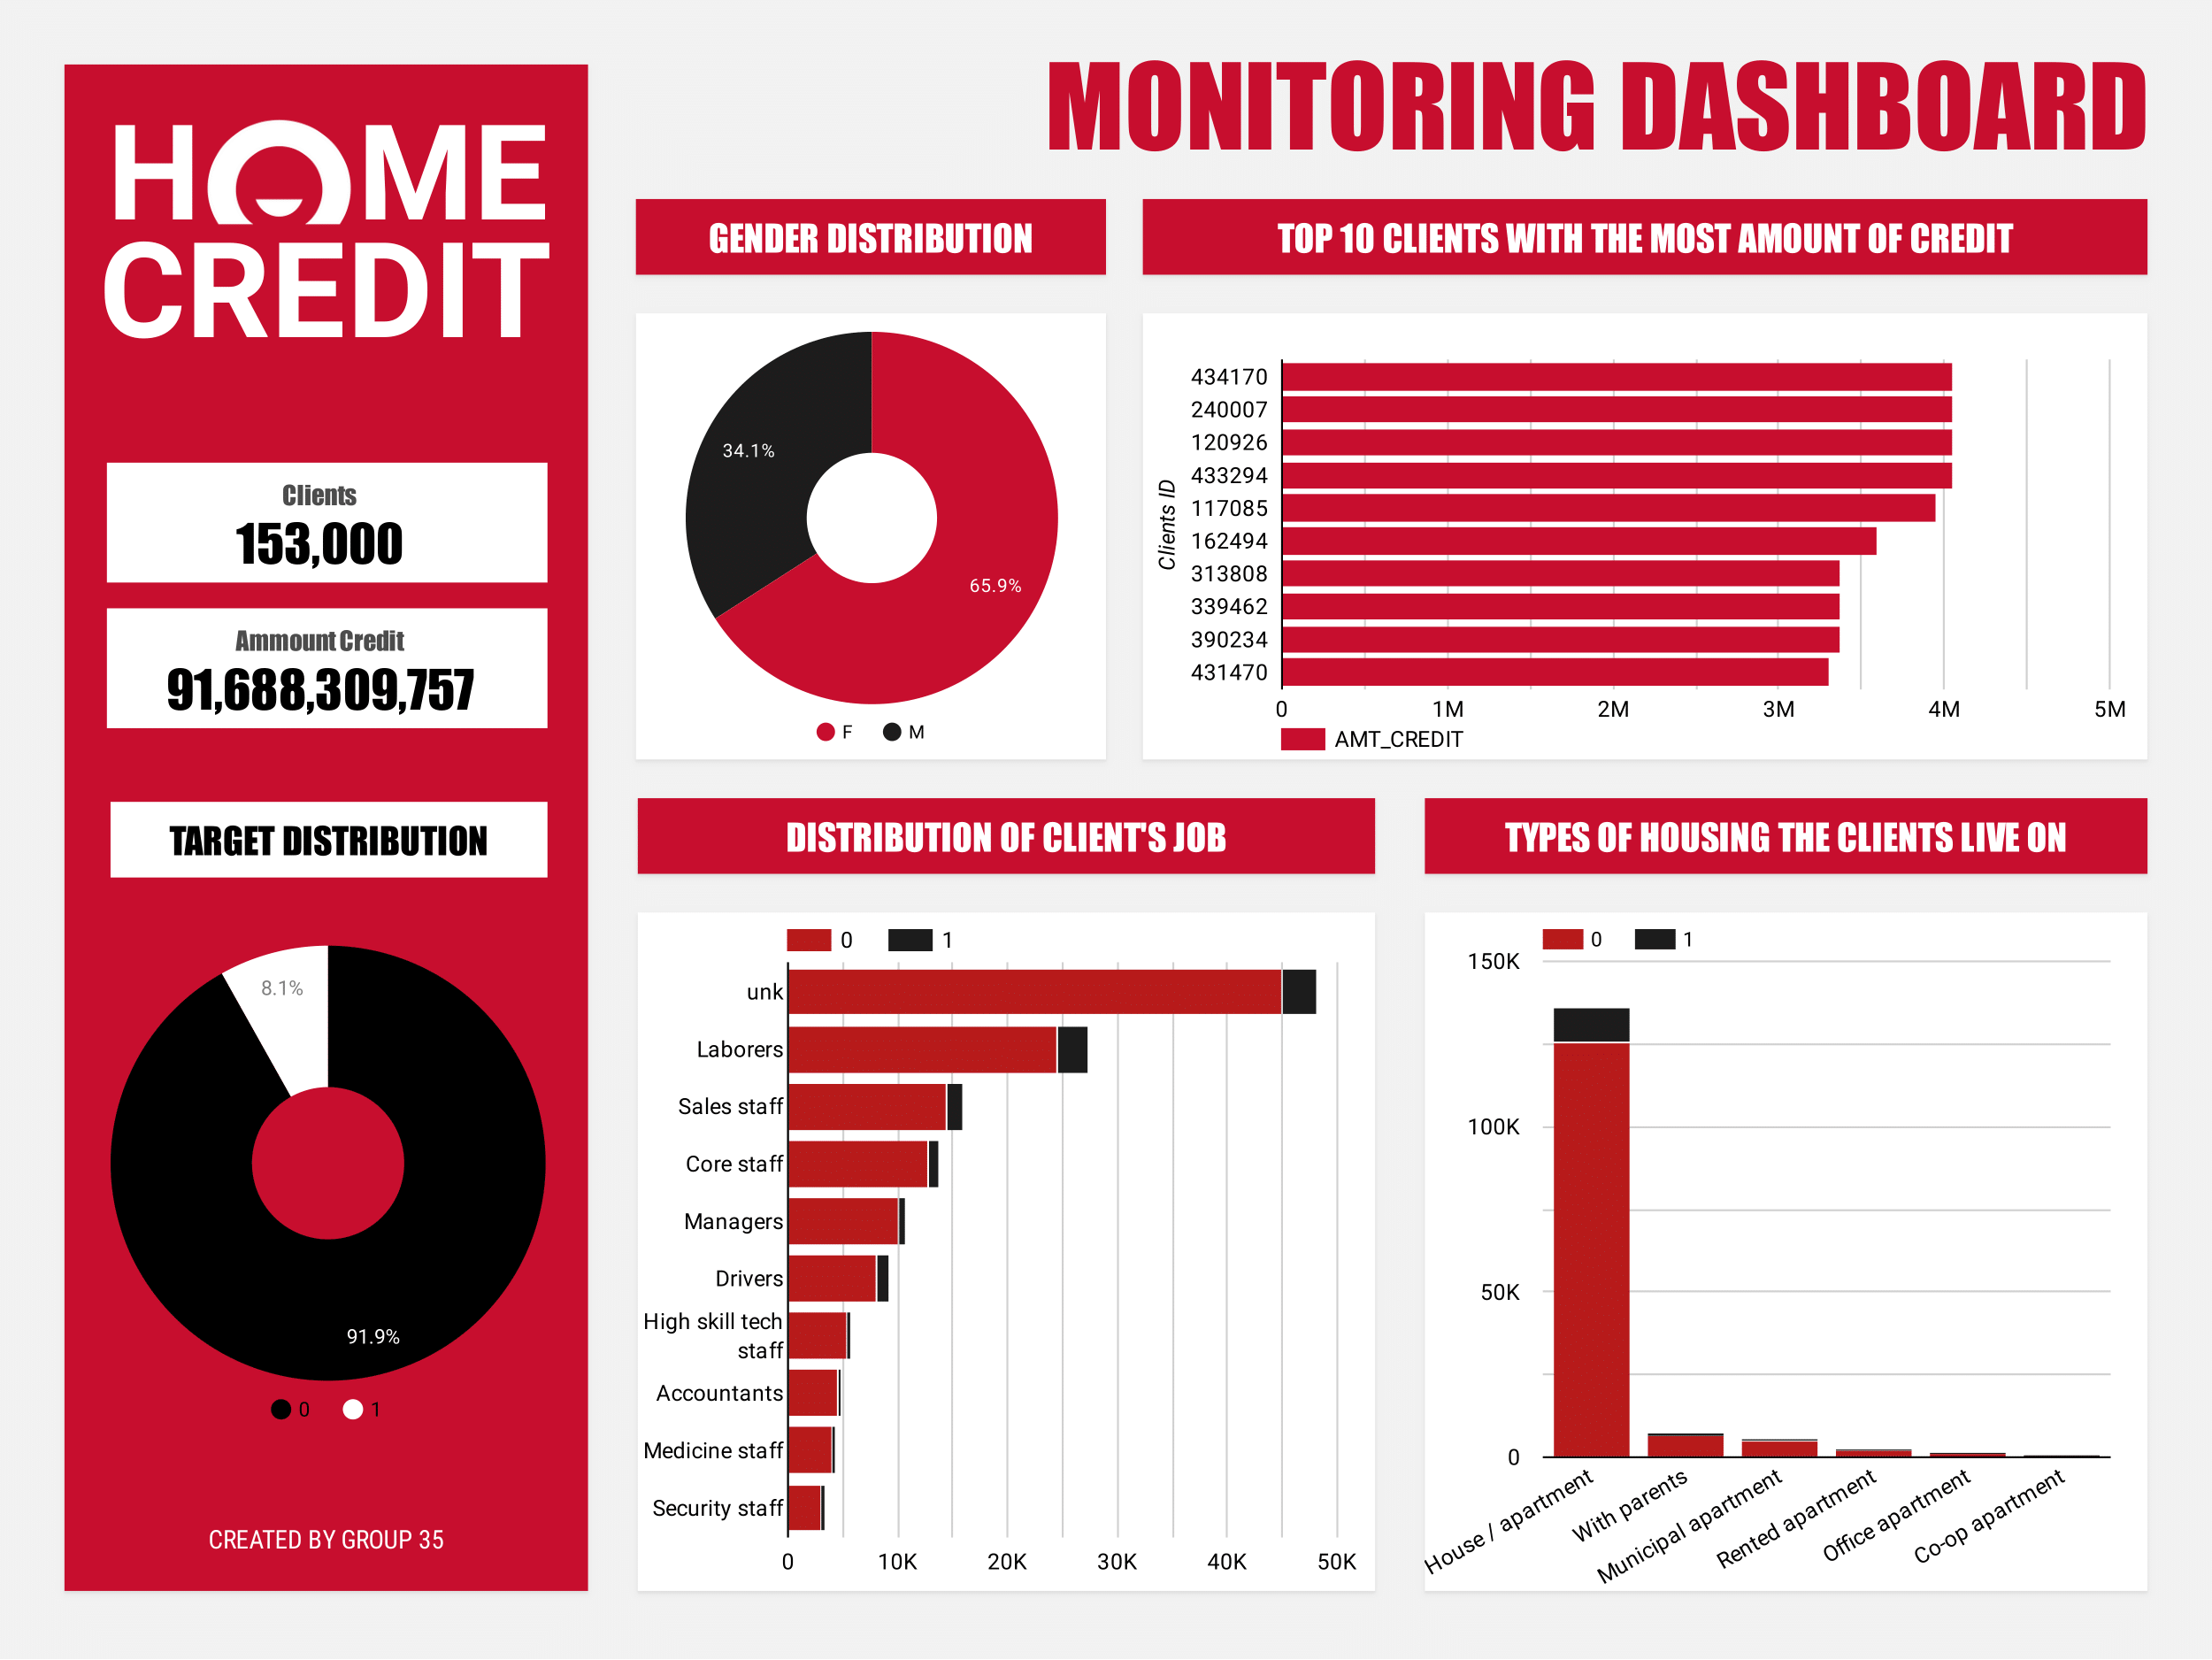 HOME
CREDIT
Clients
153,000
Ammount Credit
91,688,309,757
TARGET DISTRIBUTION
8.1%
91.9%
0 1
CREATED BY GROUP 35
MONITORING DASHBOARD
GENDER DISTRIBUTION
34.1%
65.9%
F M
TOP 10 CLIENTS WITH THE MOST AMOUNT OF CREDIT
Clients ID
434170
240007
120926
433294
117085
162494
313808
339462
390234
431470
0 1M 2M 3M 4M 5M
AMT_CREDIT
DISTRIBUTION OF CLIENT'S JOB
0 1
unk
Laborers
Sales staff
Core staff
Managers
Drivers
High skill tech
staff
Accountants
Medicine staff
Security staff
0 10K 20K 30K 40K 50K
TYPES OF HOUSING THE CLIENTS LIVE ON
0 1
150K
100K
50K
0
House / apartment
With parents
Municipal apartment
Rented apartment
Office apartment
Co-op apartment